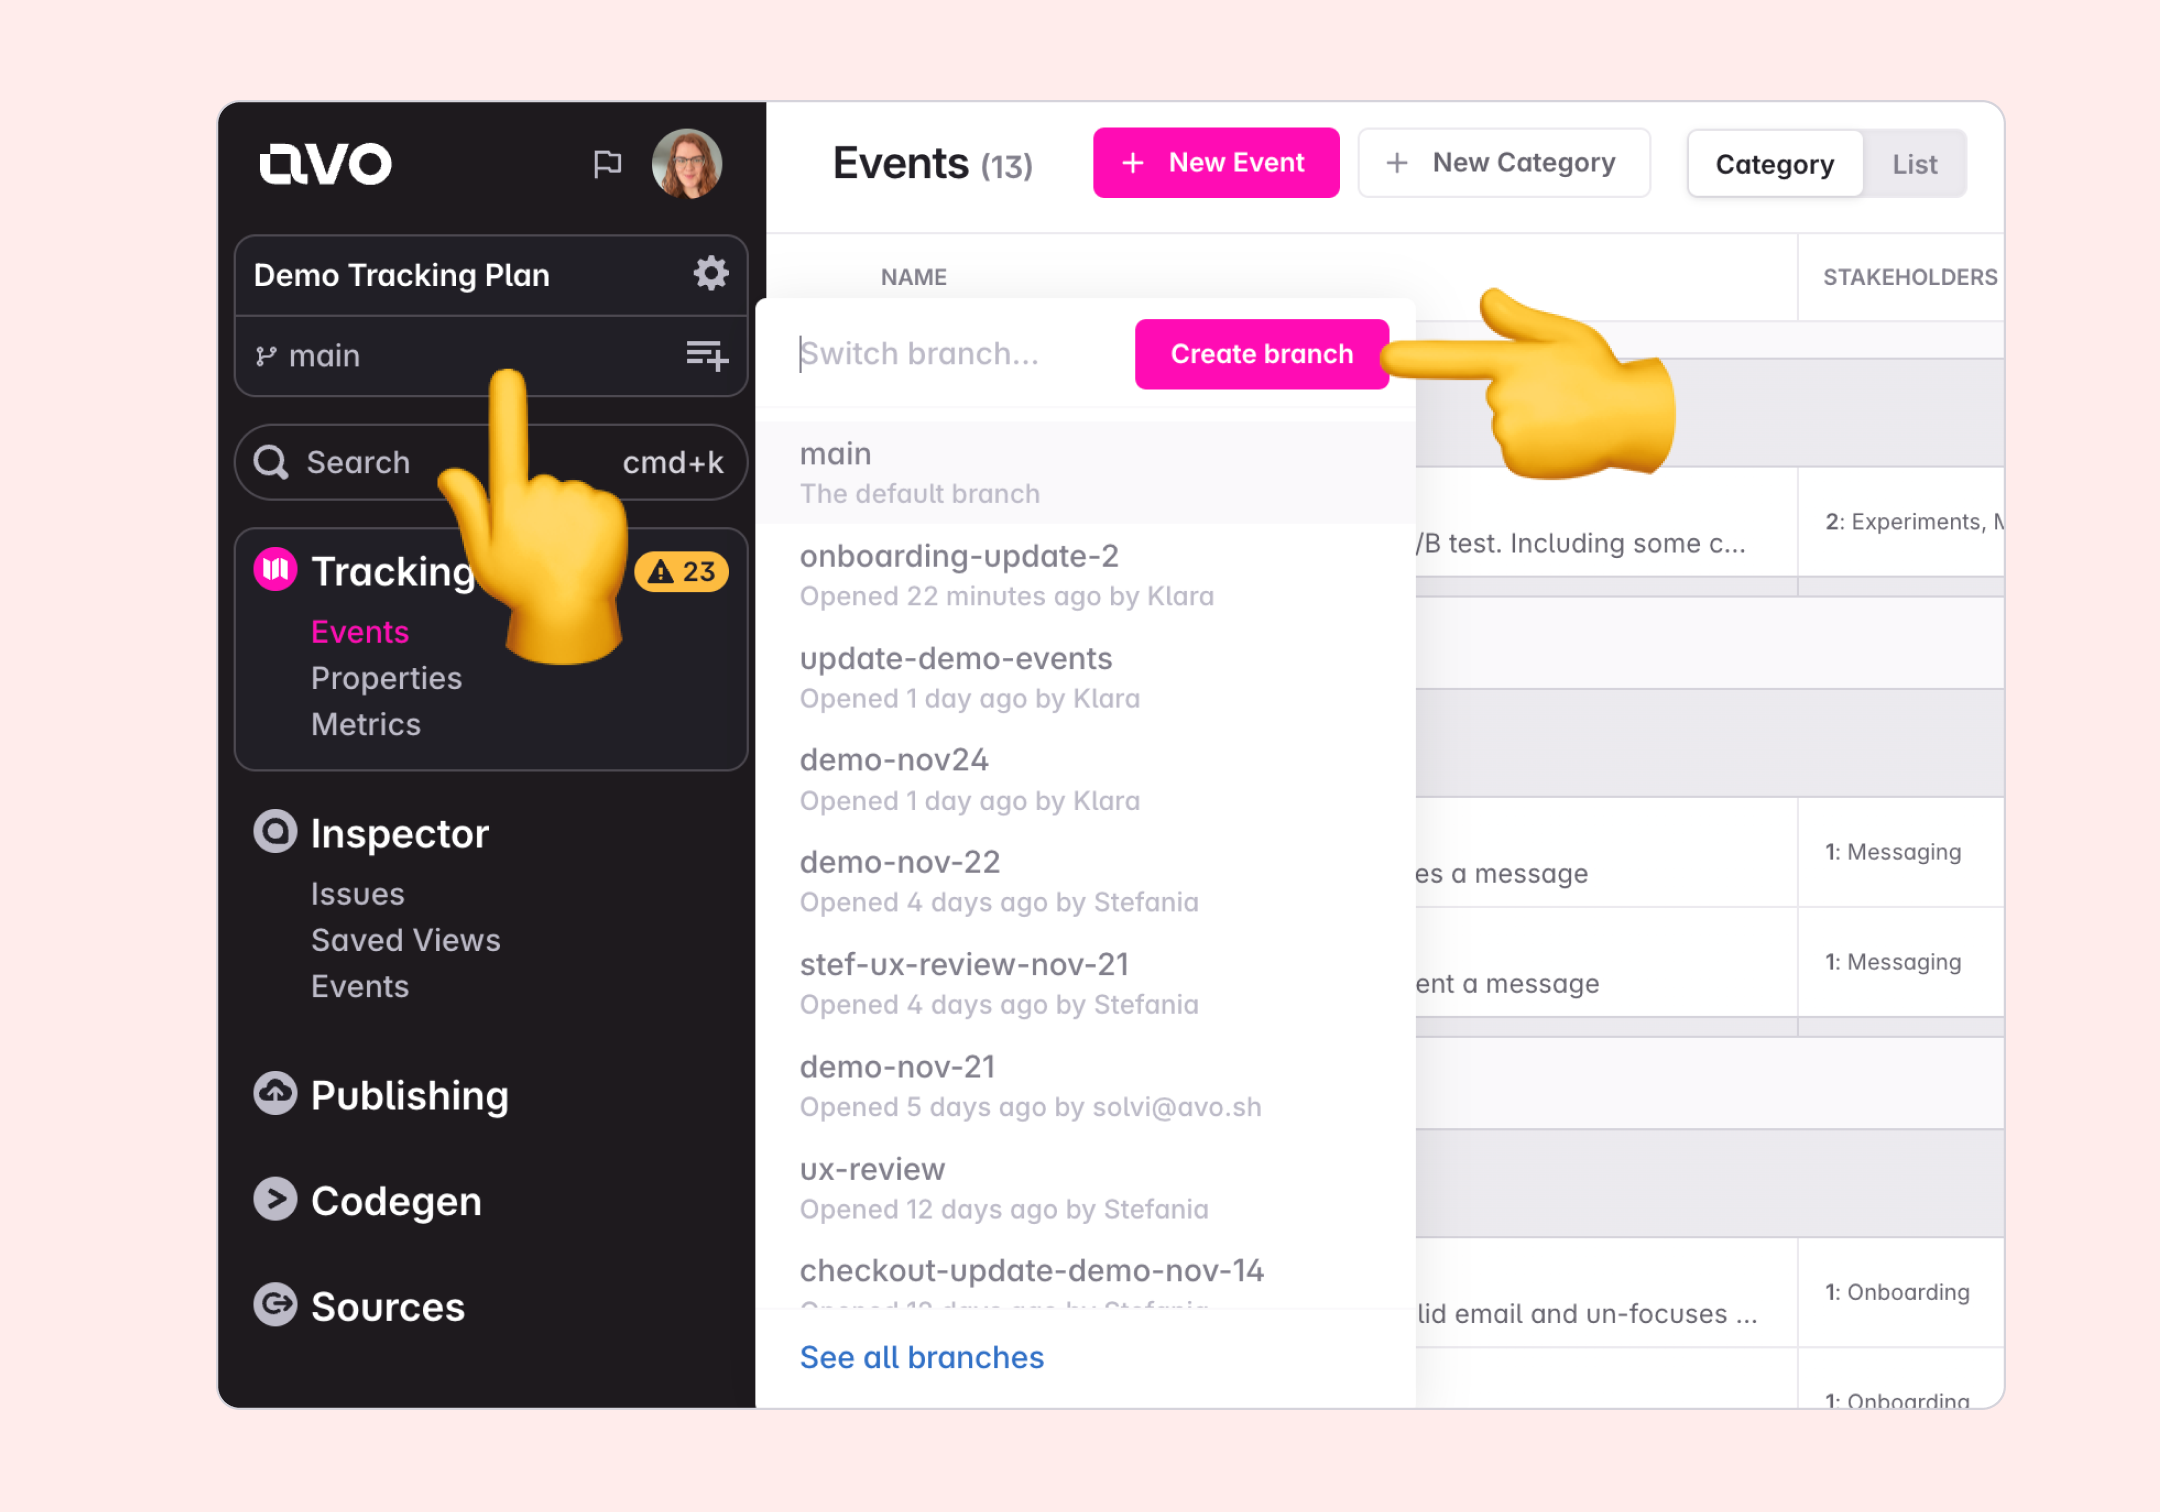 avo
Demo Tracking Plan
main
Search cmd+k
Tracking 23
Events
Properties
Metrics
Inspector
Issues
Saved Views
Events
Publishing
Codegen
Sources
Events (13)
+ New Event
+ New Category
Category
List
NAME
STAKEHOLDERS
Switch branch...
Create branch
main
The default branch
onboarding-update-2
Opened 22 minutes ago by Klara
update-demo-events
Opened 1 day ago by Klara
demo-nov24
Opened 1 day ago by Klara
demo-nov-22
Opened 4 days ago by Stefania
stef-ux-review-nov-21
Opened 4 days ago by Stefania
demo-nov-21
Opened 5 days ago by solvi@avo.sh
ux-review
Opened 12 days ago by Stefania
checkout-update-demo-nov-14
See all branches
/B test. Including some c...
2: Experiments,
es a message
1: Messaging
ent a message
1: Messaging
lid email and un-focuses ...
1: Onboarding
1: Onboarding